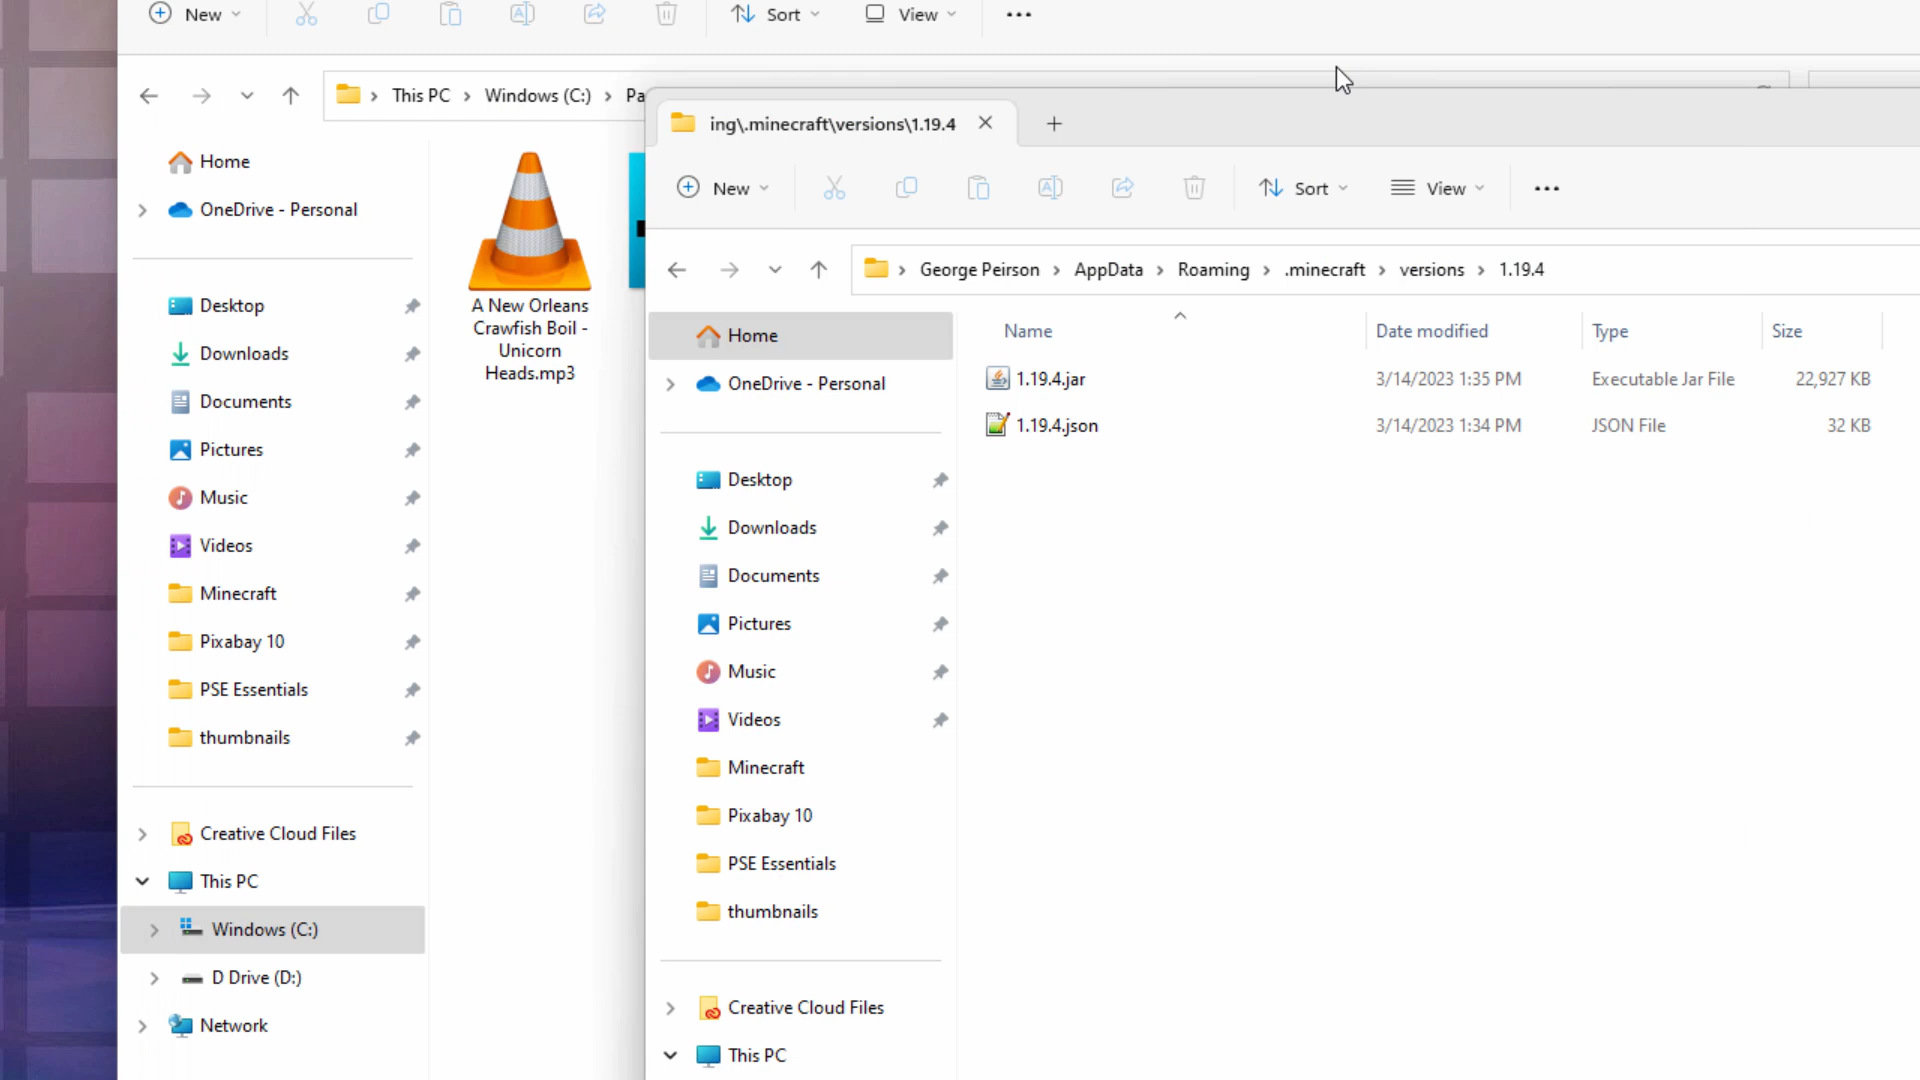 New
Sort
View
This PC
Windows (C:)
Pa
Home
OneDrive - Personal
Desktop
Downloads
Documents
Pictures
Music
Videos
Minecraft
Pixabay 10
PSE Essentials
thumbnails
Creative Cloud Files
This PC
Windows (C:)
D Drive (D:)
Network
A New Orleans
Crawfish Boil -
Unicorn
Heads.mp3
ing\.minecraft\versions\1.19.4
New
Sort
View
George Peirson
AppData
Roaming
.minecraft
versions
1.19.4
Home
OneDrive - Personal
Desktop
Downloads
Documents
Pictures
Music
Videos
Minecraft
Pixabay 10
PSE Essentials
thumbnails
Creative Cloud Files
This PC
Name Date modified Type Size
1.19.4.jar 3/14/2023 1:35 PM Executable Jar File 22,927 KB
1.19.4.json 3/14/2023 1:34 PM JSON File 32 KB